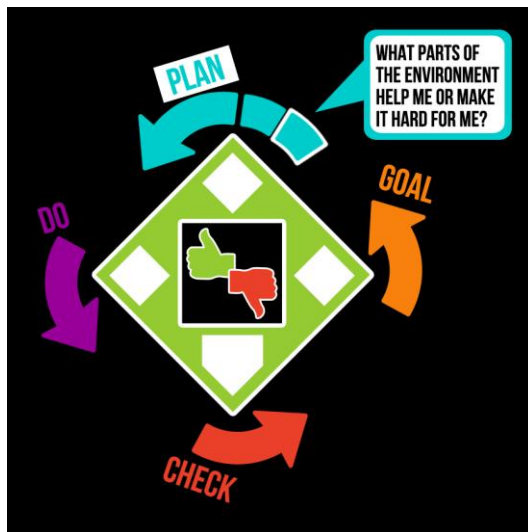 PLAN
WHAT PARTS OF
THE ENVIRONMENT
HELP ME OR MAKE
IT HARD FOR ME?
GOAL
DO
CHECK